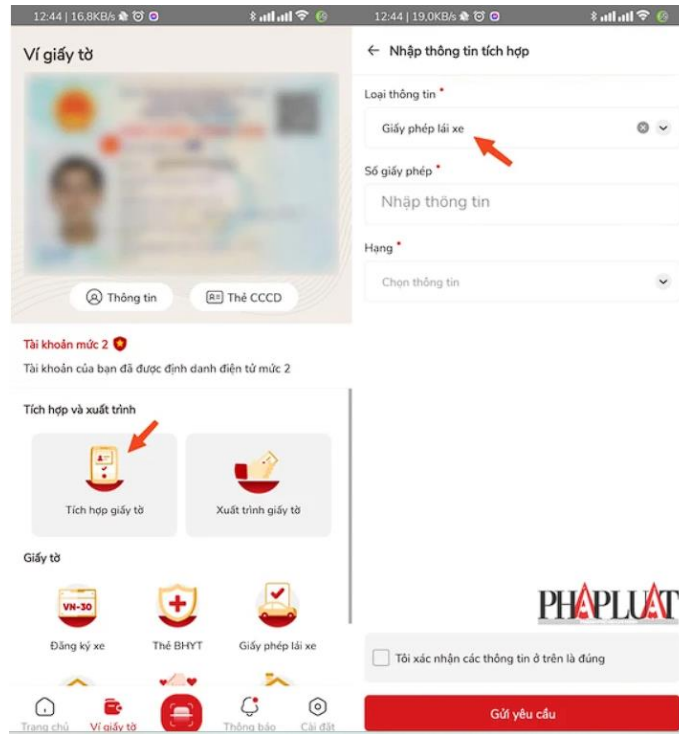 12:44 | 16,8KB/s
Ví giấy tờ
Thông tin
Thẻ CCCD
Tài khoản mức 2
Tài khoản của bạn đã được định danh điện tử mức 2
Tích hợp và xuất trình
Tích hợp giấy tờ
Xuất trình giấy tờ
Giấy tờ
VN-30
Đăng ký xe
Thẻ BHYT
Giấy phép lái xe
Trang chủ
Ví giấy tờ
Thông báo
Cài đặt
12:44 | 19,0KB/s
Nhập thông tin tích hợp
Loại thông tin *
Giấy phép lái xe
Số giấy phép *
Nhập thông tin
Hạng *
Chọn thông tin
PHÁPLUẬT
Tôi xác nhận các thông tin ở trên là đúng
Gửi yêu cầu